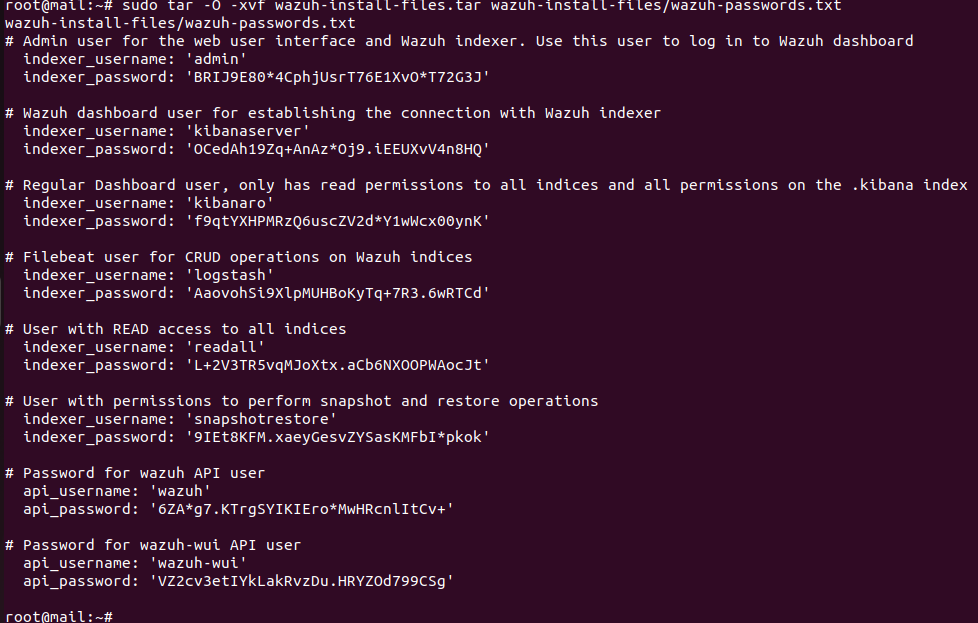 root@mail:~# sudo tar -O -xvf wazuh-install-files.tar wazuh-install-files/wazuh-passwords.txt
wazuh-install-files/wazuh-passwords.txt
# Admin user for the web user interface and Wazuh indexer. Use this user to log in to Wazuh dashboard
  indexer_username: 'admin'
  indexer_password: 'BRIJ9E80*4CphjUsrT76E1XvO*T72G3J'

# Wazuh dashboard user for establishing the connection with Wazuh indexer
  indexer_username: 'kibanaserver'
  indexer_password: 'OCedAh19Zq+AnAz*Oj9.iEEUXvV4n8HQ'

# Regular Dashboard user, only has read permissions to all indices and all permissions on the .kibana index
  indexer_username: 'kibanaro'
  indexer_password: 'f9qtYXHPMRzQ6uscZV2d*Y1wWcx00ynK'

# Filebeat user for CRUD operations on Wazuh indices
  indexer_username: 'logstash'
  indexer_password: 'AaovohSi9XlpMUHBoKyTq+7R3.6wRTCd'

# User with READ access to all indices
  indexer_username: 'readall'
  indexer_password: 'L+2V3TR5vqMJoXtx.aCb6NXOOPWAocJt'

# User with permissions to perform snapshot and restore operations
  indexer_username: 'snapshotrestore'
  indexer_password: '9IEt8KFM.xaeyGesvZYSasKMFbI*pkok'

# Password for wazuh API user
  api_username: 'wazuh'
  api_password: '6ZA*g7.KTrgSYIKIEro*MwHRcnlItCv+'

# Password for wazuh-wui API user
  api_username: 'wazuh-wui'
  api_password: 'VZ2cv3etIYkLakRvzDu.HRYZOd799CSg'

root@mail:~#